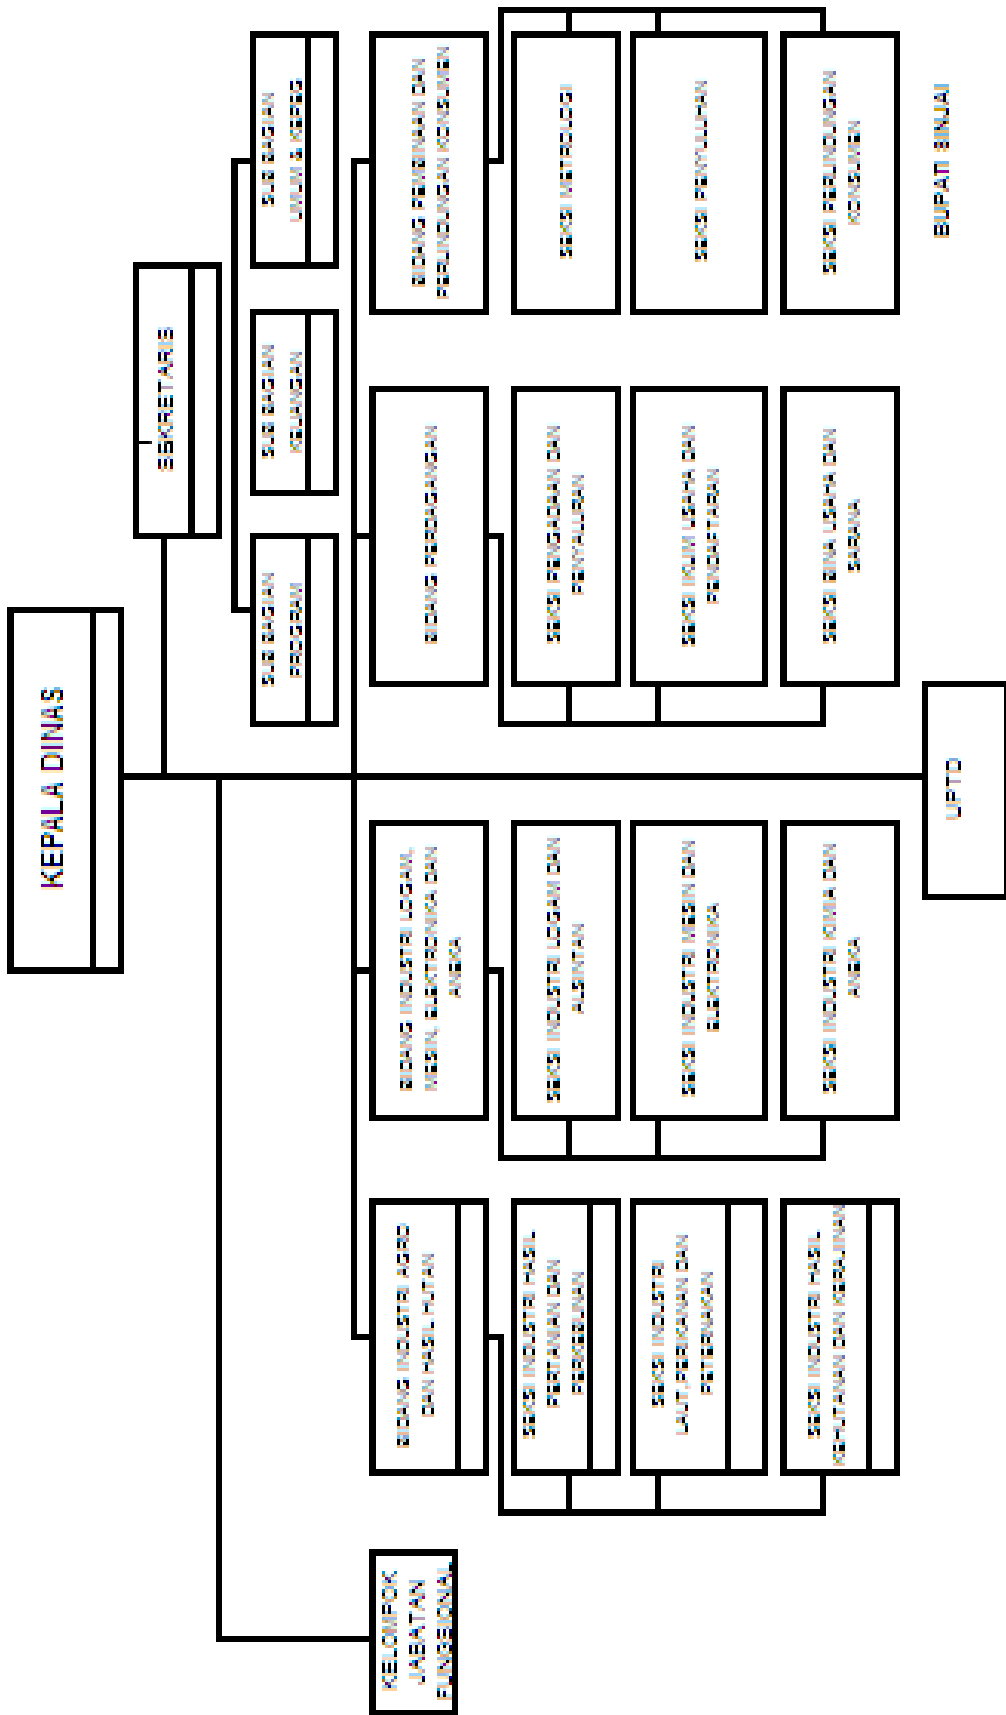 KEPALA DINAS
SEKRETARIS
SUB BAGIAN
PROGRAM
SUB BAGIAN
KEUANGAN
SUB BAGIAN
UMUM & KEPEG
KELOMPOK
JABATAN
FUNGSIONAL
BIDANG INDUSTRI AGRO
DAN HASIL HUTAN
BIDANG INDUSTRI LOGAM,
MESIN, ELEKTRONIKA DAN
ANEKA
BIDANG PERDAGANGAN
BIDANG PEMBINAAN DAN
PERLINDUNGAN KONSUMEN
SEKSI INDUSTRI HASIL
PERTANIAN DAN
PERKEBUNAN
SEKSI INDUSTRI LOGAM DAN
ALSINTAN
SEKSI PENGADAAN DAN
PENYALURAN
SEKSI METROLOGI
SEKSI INDUSTRI
LAUT,PERIKANAN DAN
PETERNAKAN
SEKSI INDUSTRI MESIN DAN
ELEKTRONIKA
SEKSI IKLIM USAHA DAN
PENDAFTARAN
SEKSI PENYULUHAN
SEKSI INDUSTRI HASIL
KEHUTANAN DAN KERAJINAN
SEKSI INDUSTRI KIMIA DAN
ANEKA
SEKSI BINA USAHA DAN
SARANA
SEKSI PERLINDUNGAN
KONSUMEN
UPTD
BUPATI SINJAI